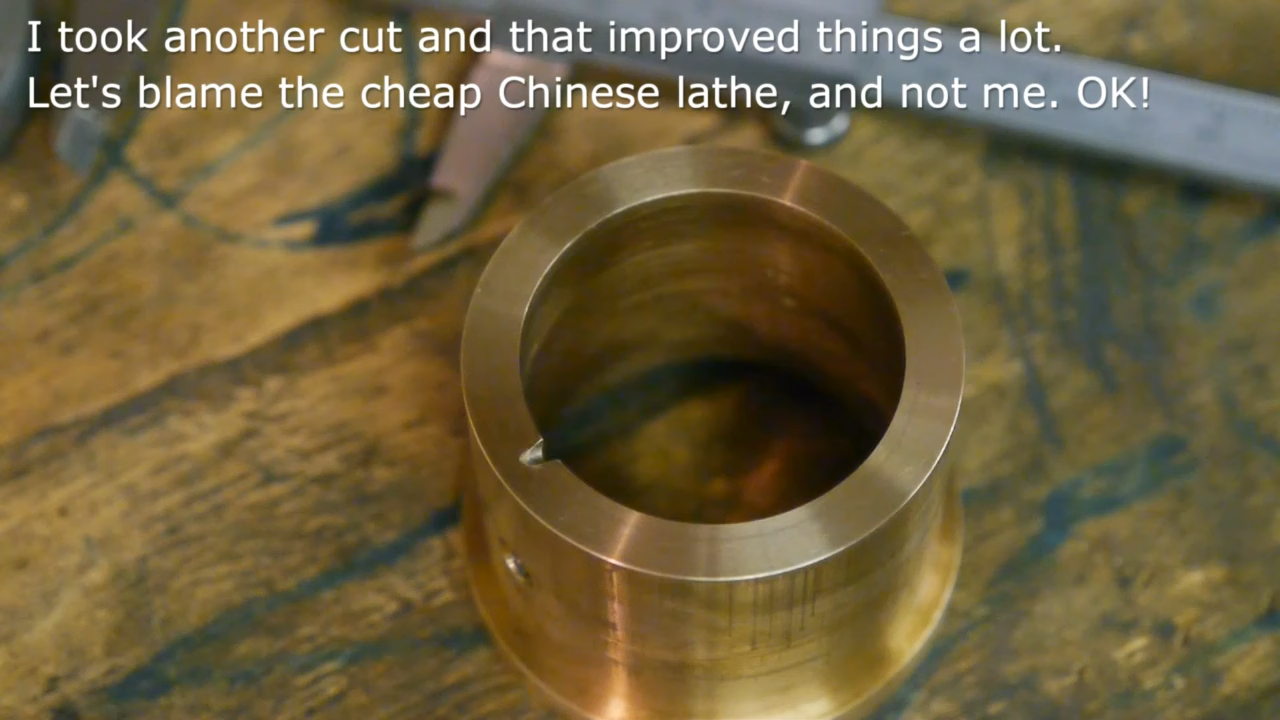 I took another cut and that improved things a lot.
Let's blame the cheap Chinese lathe, and not me. OK!